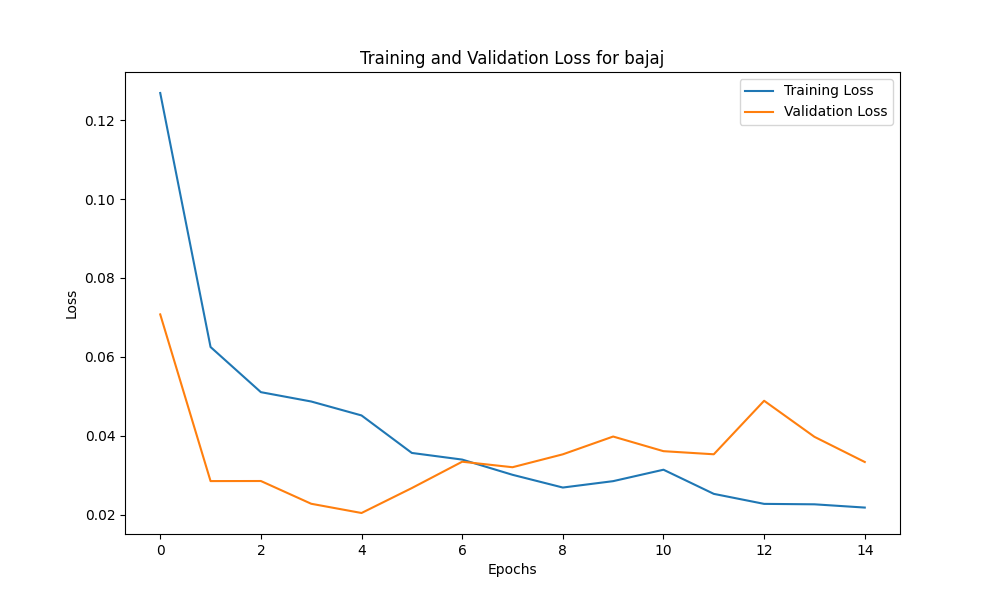 Training and Validation Loss for bajaj
Training Loss
Validation Loss
0.12
0.10
0.08
0.06
0.04
0.02
Loss
0 2 4 6 8 10 12 14
Epochs